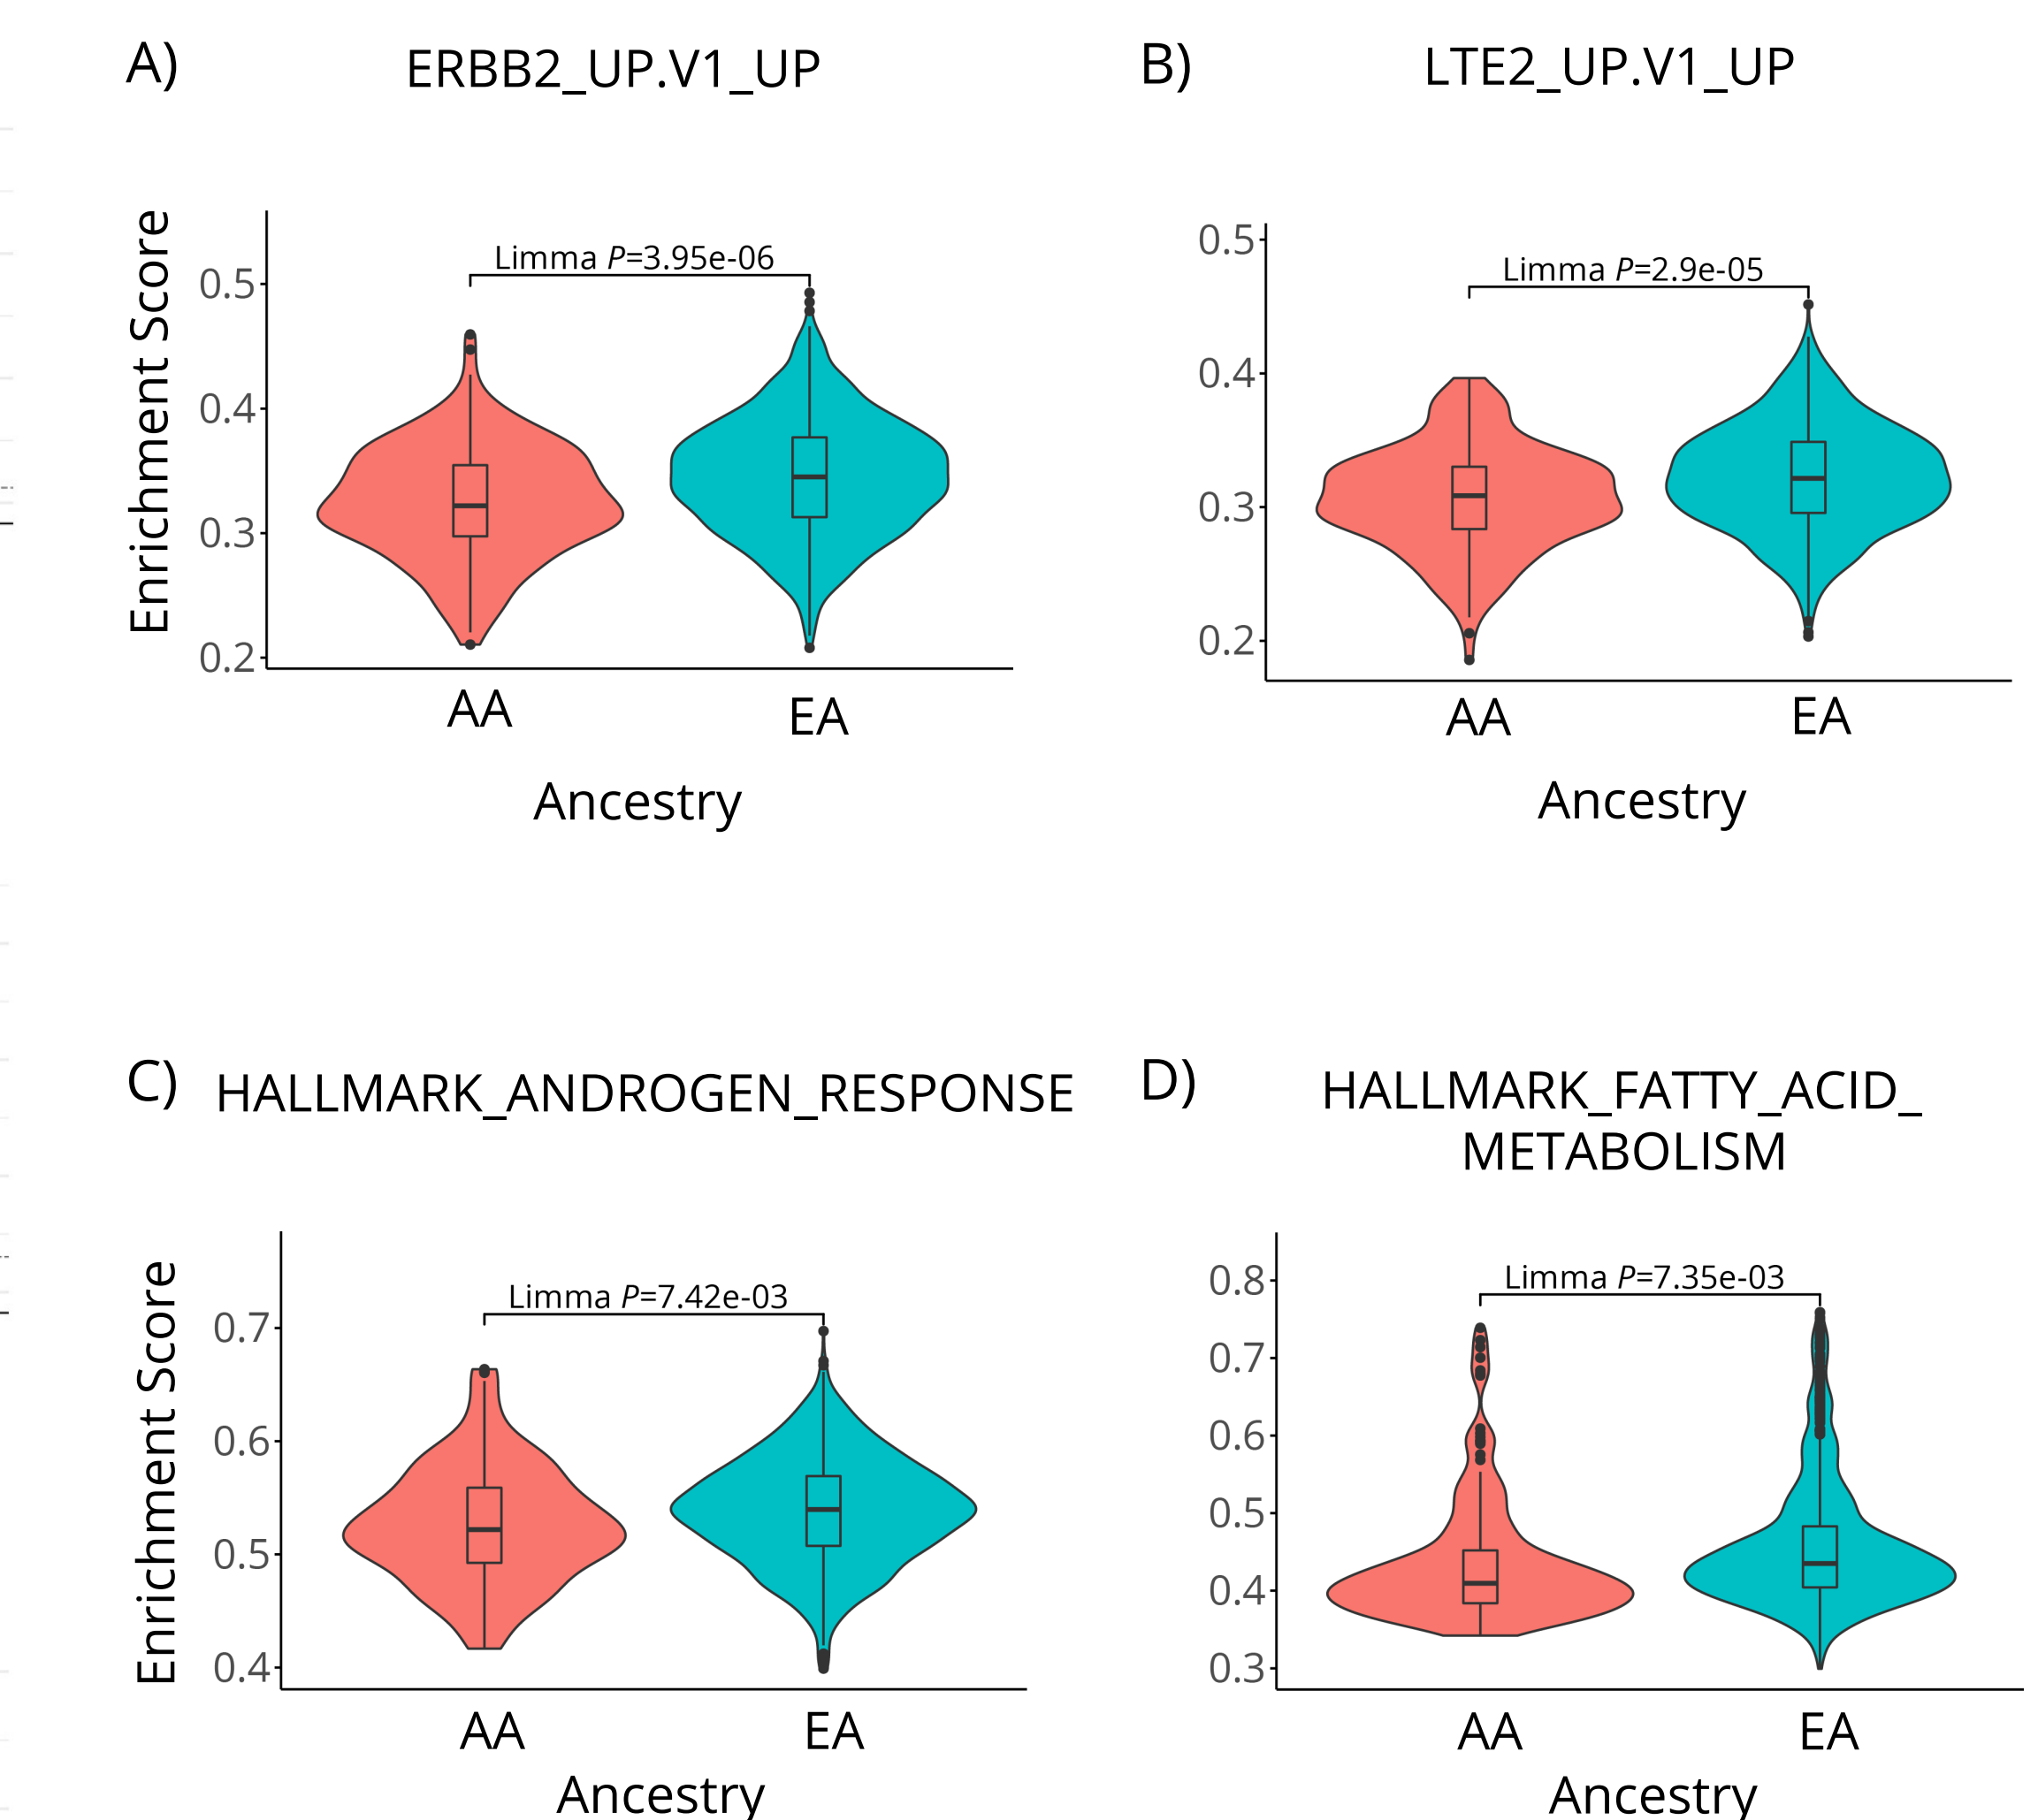 A)
ERBB2_UP.V1_UP
Enrichment Score
0.5
0.4
0.3
0.2
Limma P=3.95e-06
AA
EA
Ancestry
B)
LTE2_UP.V1_UP
0.5
0.4
0.3
0.2
Limma P=2.9e-05
AA
EA
Ancestry
C)
HALLMARK_ANDROGEN_RESPONSE
Enrichment Score
0.7
0.6
0.5
0.4
Limma P=7.42e-03
AA
EA
Ancestry
D)
HALLMARK_FATTY_ACID_
METABOLISM
0.8
0.7
0.6
0.5
0.4
0.3
Limma P=7.35e-03
AA
EA
Ancestry